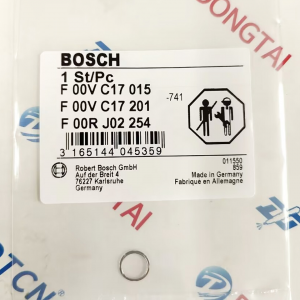 DONGTAI
BOSCH
1 St/Pc
F 00V C17 015
F 00V C17 201
F 00R J02 254
-741
3 165144 045359
Robert Bosch GmbH
Auf der Breit 4
76227 Karlsruhe
Germany
011550
859
Made in Germany
Fabriqué en Allemagne